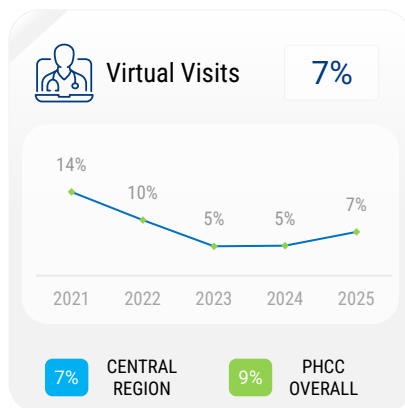 Virtual Visits 7%
14%
10%
5%
5%
7%
2021 2022 2023 2024 2025
7% CENTRAL REGION
9% PHCC OVERALL